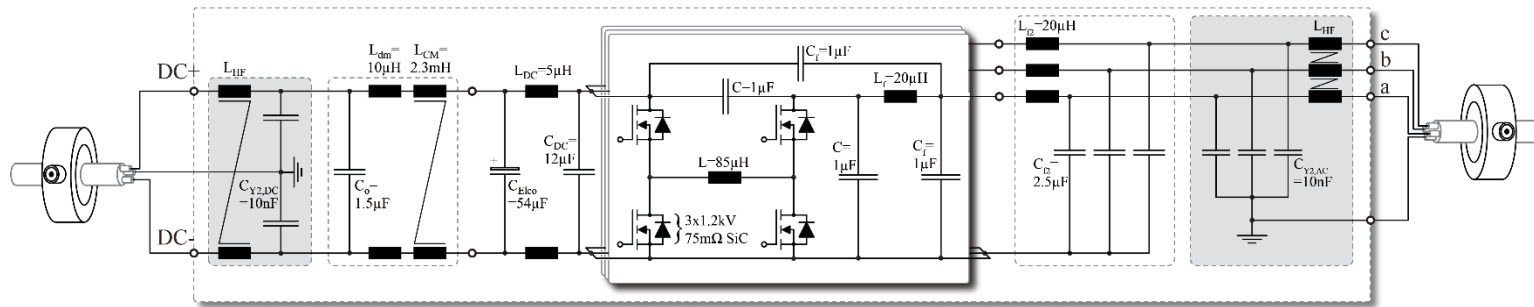 DC+
DC-
L_HF
C_Y2,DC
=10nF
C_o=
1.5µF
L_dm=
10µH
L_CM=
2.3mH
+
C_Elco
=54µF
L_DC=5µH
C_DC=
12µF
C_f=1µF
C=1µF
L_f=20µH
L=85µH
3x1.2kV
75mΩ SiC
C=
1µF
C_f=
1µF
L_f2=20µH
C_f2=
2.5µF
L_HF
C_Y2,AC
=10nF
c
b
a